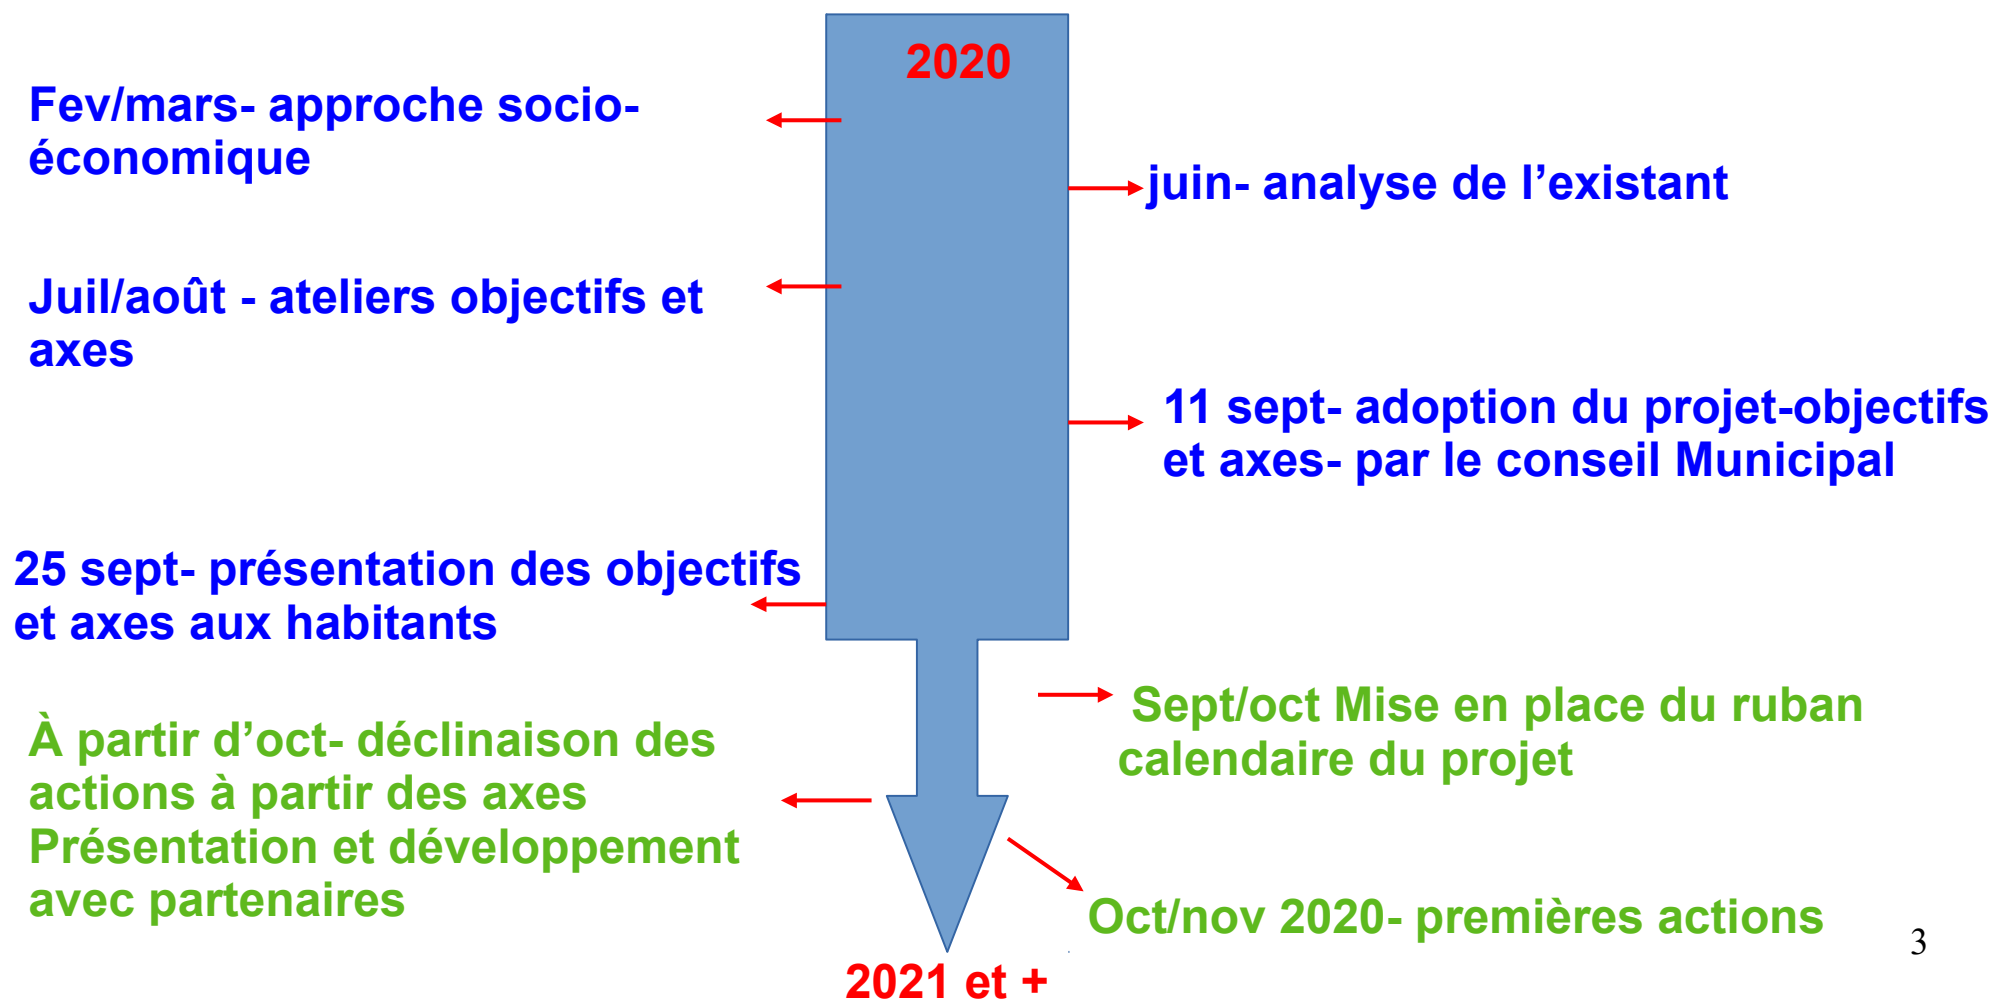 2020
Fev/mars- approche socio-
économique
juin- analyse de l’existant
Juil/août - ateliers objectifs et
axes
11 sept- adoption du projet-objectifs
et axes- par le conseil Municipal
25 sept- présentation des objectifs
et axes aux habitants
Sept/oct Mise en place du ruban
calendaire du projet
À partir d’oct- déclinaison des
actions à partir des axes
Présentation et développement
avec partenaires
Oct/nov 2020- premières actions
3
2021 et +